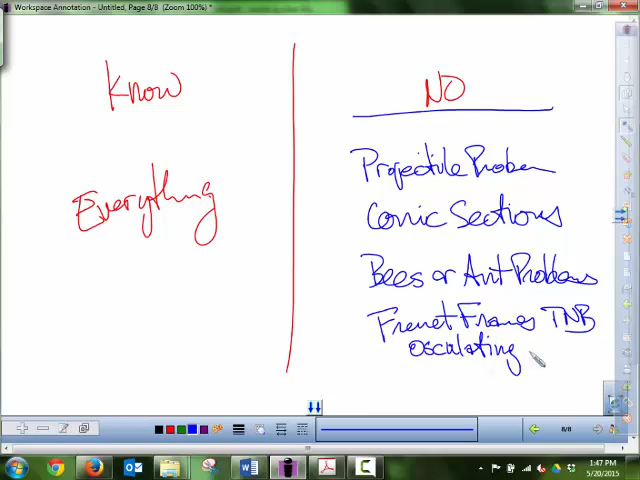 Workspace Annotation - Untitled, Page 8/8 (Zoom 100%) *
Know
Everything
NO
Projectile Problem
Conic Sections
Bees or Ant Problems
Frenet Frames TNB
osculating
8/8
1:47 PM
5/20/2015